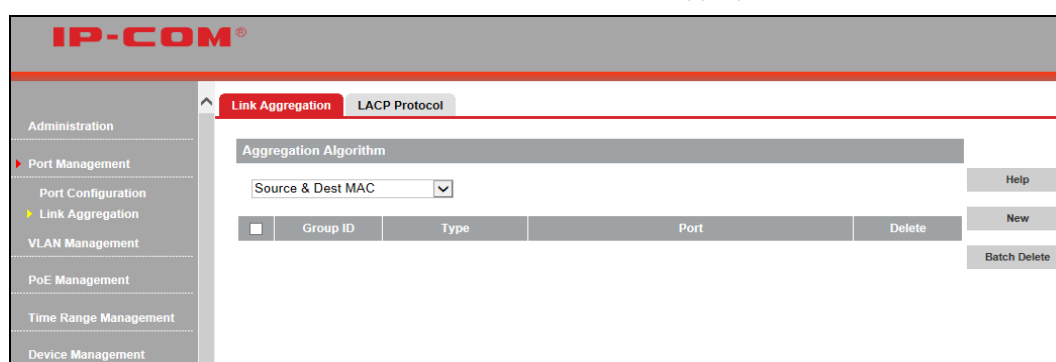 IP-COM®
Link Aggregation LACP Protocol
Administration
Port Management
Port Configuration
Link Aggregation
VLAN Management
PoE Management
Time Range Management
Device Management
Aggregation Algorithm
Source & Dest MAC
Group ID Type Port Delete
Help
New
Batch Delete